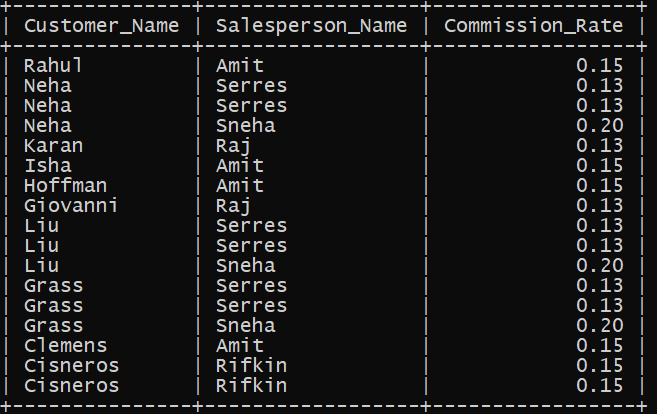 +---------------+------------------+-----------------+
| Customer_Name | Salesperson_Name | Commission_Rate |
+---------------+------------------+-----------------+
| Rahul         | Amit             |            0.15 |
| Neha          | Serres           |            0.13 |
| Neha          | Serres           |            0.13 |
| Neha          | Sneha            |            0.20 |
| Karan         | Raj              |            0.13 |
| Isha          | Amit             |            0.15 |
| Hoffman       | Amit             |            0.15 |
| Giovanni      | Raj              |            0.13 |
| Liu           | Serres           |            0.13 |
| Liu           | Serres           |            0.13 |
| Liu           | Sneha            |            0.20 |
| Grass         | Serres           |            0.13 |
| Grass         | Serres           |            0.13 |
| Grass         | Sneha            |            0.20 |
| Clemens       | Amit             |            0.15 |
| Cisneros      | Rifkin           |            0.15 |
| Cisneros      | Rifkin           |            0.15 |
+---------------+------------------+-----------------+